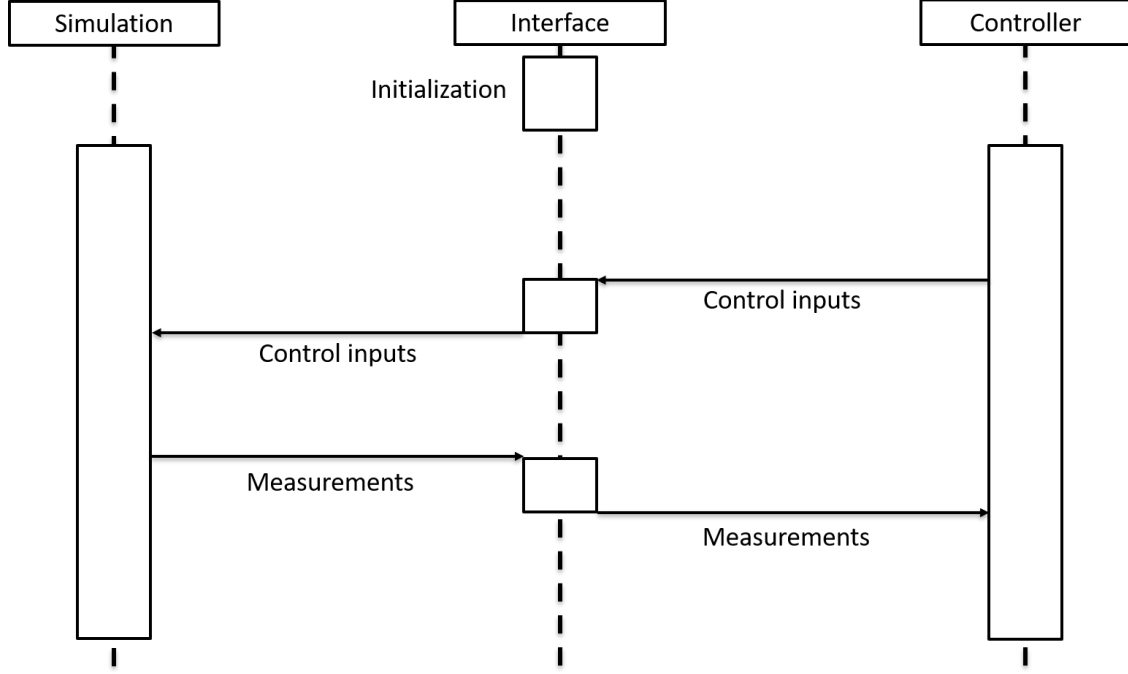 Simulation
Interface
Controller
Initialization
Control inputs
Control inputs
Measurements
Measurements